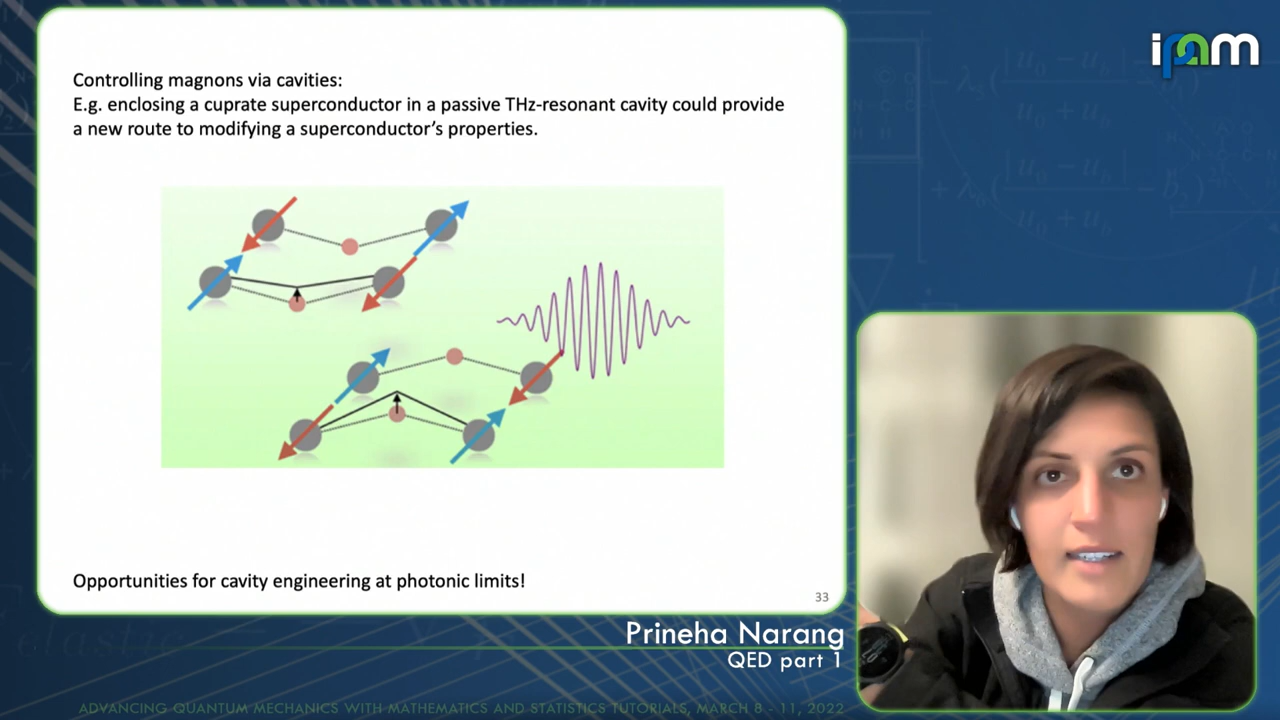 ipam
Controlling magnons via cavities:
E.g. enclosing a cuprate superconductor in a passive THz-resonant cavity could provide
a new route to modifying a superconductor's properties.
Opportunities for cavity engineering at photonic limits!
33
Prineha Narang
QED part 1
ADVANCING QUANTUM MECHANICS WITH MATHEMATICS AND STATISTICS TUTORIALS, MARCH 8 - 11, 2022